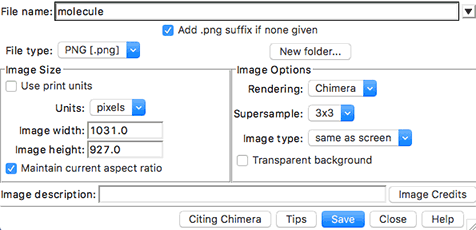 File name: molecule
Add .png suffix if none given
File type: PNG [.png] New folder...
Image Size Image Options
Use print units Rendering: Chimera
Units: pixels Supersample: 3x3
Image width: 1031.0
Image height: 927.0 Image type: same as screen
Maintain current aspect ratio Transparent background
Image description: Image Credits
Citing Chimera Tips Save Close Help